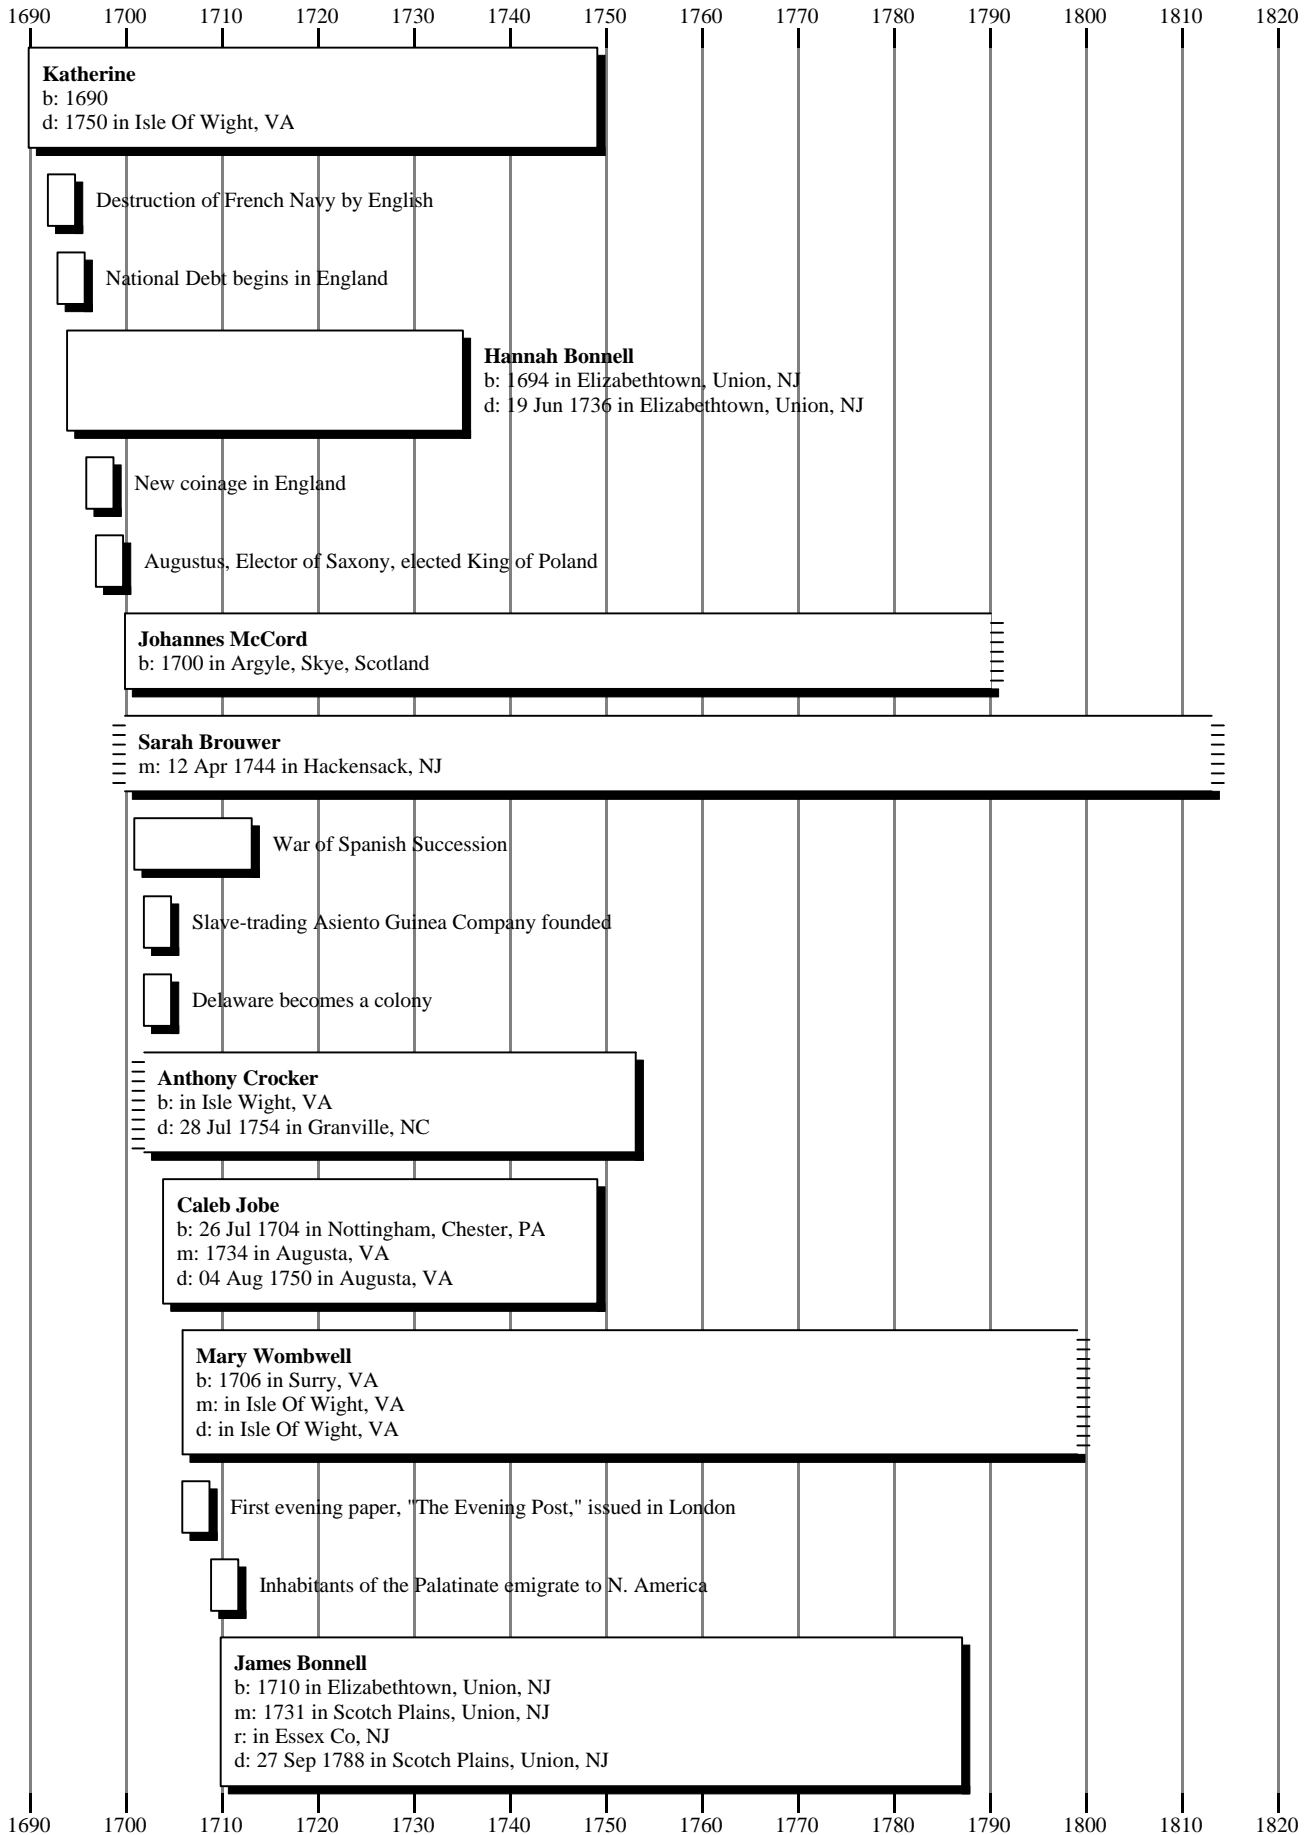 1690 1700 1710 1720 1730 1740 1750 1760 1770 1780 1790 1800 1810 1820
Katherine
b: 1690
d: 1750 in Isle Of Wight, VA
Destruction of French Navy by English
National Debt begins in England
Hannah Bonnell
b: 1694 in Elizabethtown, Union, NJ
d: 19 Jun 1736 in Elizabethtown, Union, NJ
New coinage in England
Augustus, Elector of Saxony, elected King of Poland
Johannes McCord
b: 1700 in Argyle, Skye, Scotland
Sarah Brouwer
m: 12 Apr 1744 in Hackensack, NJ
War of Spanish Succession
Slave-trading Asiento Guinea Company founded
Delaware becomes a colony
Anthony Crocker
b: in Isle Wight, VA
d: 28 Jul 1754 in Granville, NC
Caleb Jobe
b: 26 Jul 1704 in Nottingham, Chester, PA
m: 1734 in Augusta, VA
d: 04 Aug 1750 in Augusta, VA
Mary Wombwell
b: 1706 in Surry, VA
m: in Isle Of Wight, VA
d: in Isle Of Wight, VA
First evening paper, "The Evening Post," issued in London
Inhabitants of the Palatinate emigrate to N. America
James Bonnell
b: 1710 in Elizabethtown, Union, NJ
m: 1731 in Scotch Plains, Union, NJ
r: in Essex Co, NJ
d: 27 Sep 1788 in Scotch Plains, Union, NJ
1690 1700 1710 1720 1730 1740 1750 1760 1770 1780 1790 1800 1810 1820